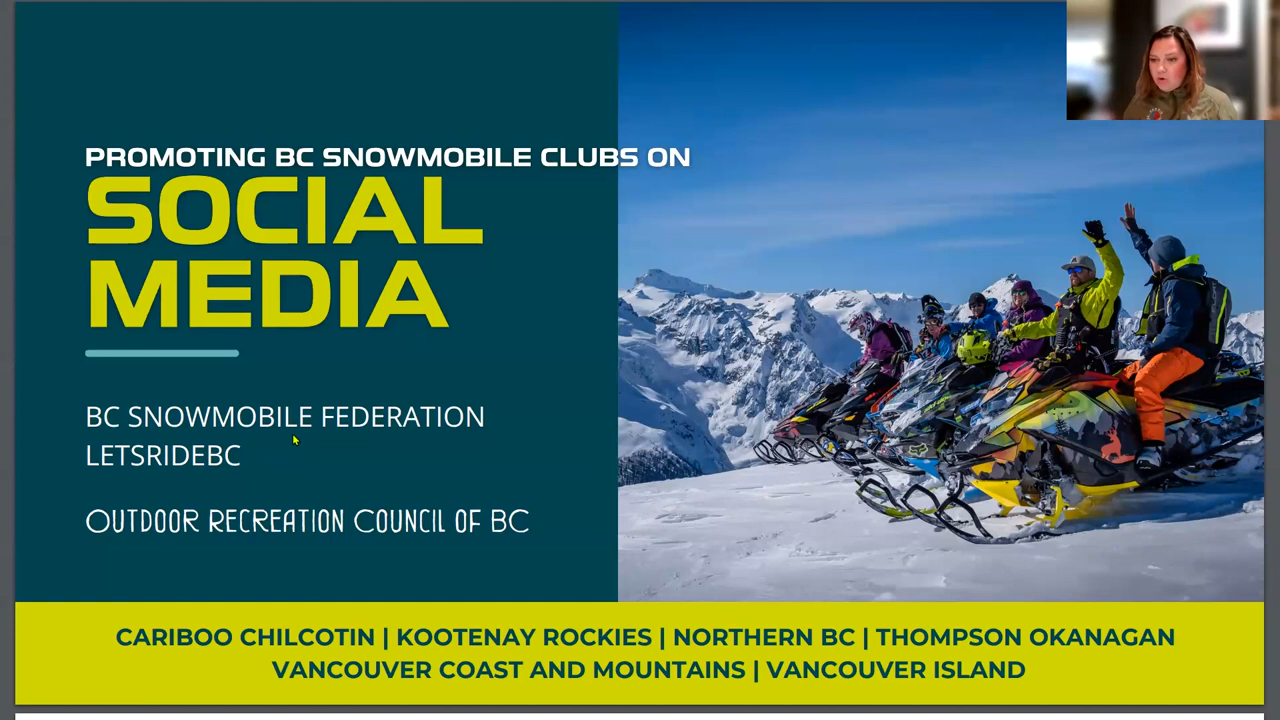 PROMOTING BC SNOWMOBILE CLUBS ON
SOCIAL
MEDIA
BC SNOWMOBILE FEDERATION
LETSRIDEBC
OUTDOOR RECREATION COUNCIL OF BC
CARIBOO CHILCOTIN | KOOTENAY ROCKIES | NORTHERN BC | THOMPSON OKANAGAN
VANCOUVER COAST AND MOUNTAINS | VANCOUVER ISLAND